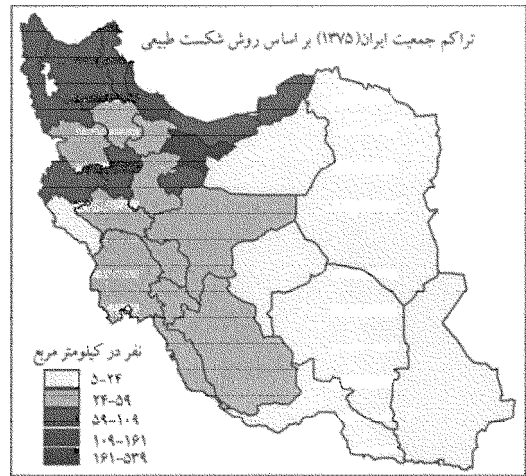 تراکم جمعیت ایران(۱۳۷۵) بر اساس روش شکست طبیعی
نفر در کیلومتر مربع
۵-۲۴
۲۴-۵۹
۵۹-۱۰۹
۱۰۹-۱۶۱
۱۶۱-۵۳۹